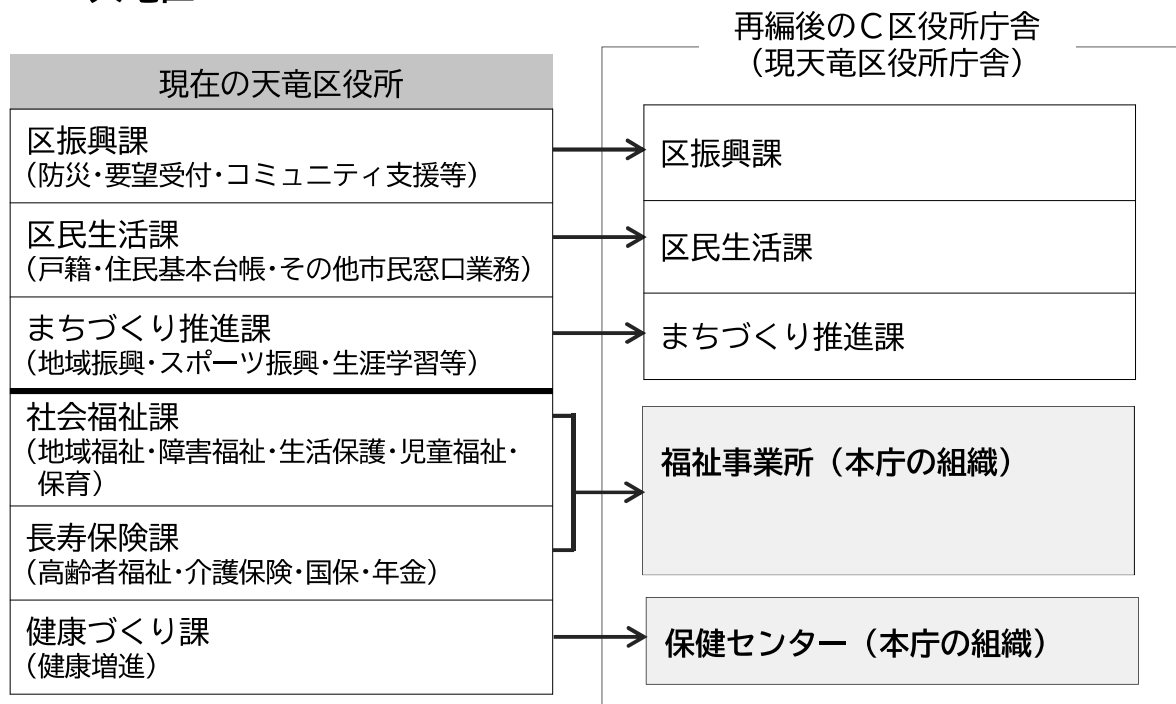 再編後のC区役所庁舎
（現天竜区役所庁舎）
現在の天竜区役所
区振興課
（防災・要望受付・コミュニティ支援等）
区民生活課
（戸籍・住民基本台帳・その他市民窓口業務）
まちづくり推進課
（地域振興・スポーツ振興・生涯学習等）
社会福祉課
（地域福祉・障害福祉・生活保護・児童福祉・
保育）
長寿保険課
（高齢者福祉・介護保険・国保・年金）
健康づくり課
（健康増進）
区振興課
区民生活課
まちづくり推進課
福祉事業所（本庁の組織）
保健センター（本庁の組織）